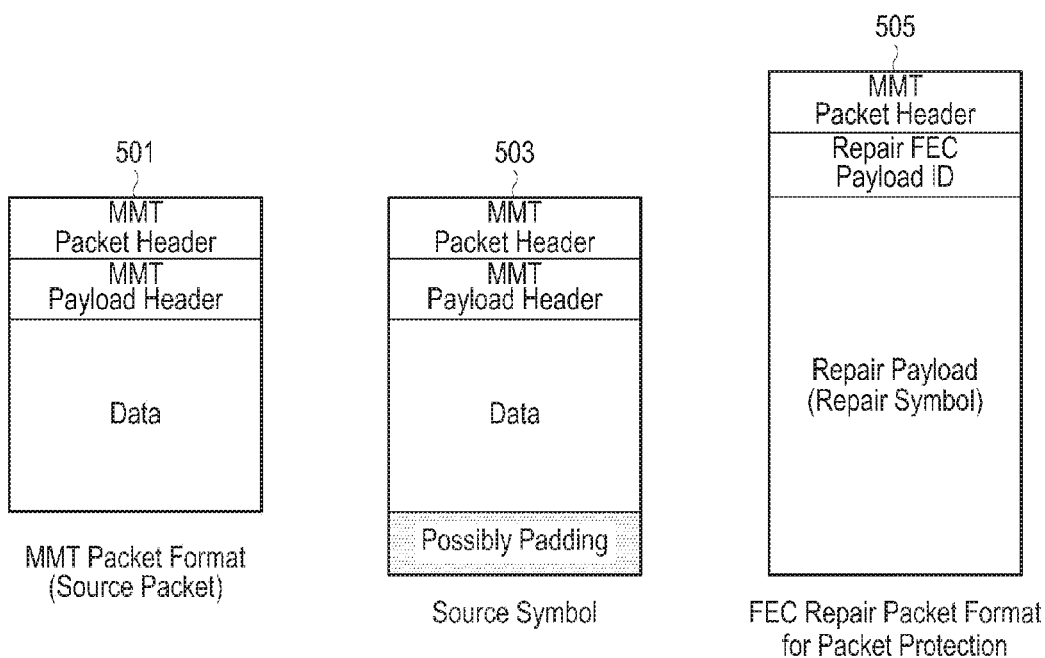 501
MMT
Packet Header
MMT
Payload Header
Data
MMT Packet Format
(Source Packet)
503
MMT
Packet Header
MMT
Payload Header
Data
Possibly Padding
Source Symbol
505
MMT
Packet Header
Repair FEC
Payload ID
Repair Payload
(Repair Symbol)
FEC Repair Packet Format
for Packet Protection